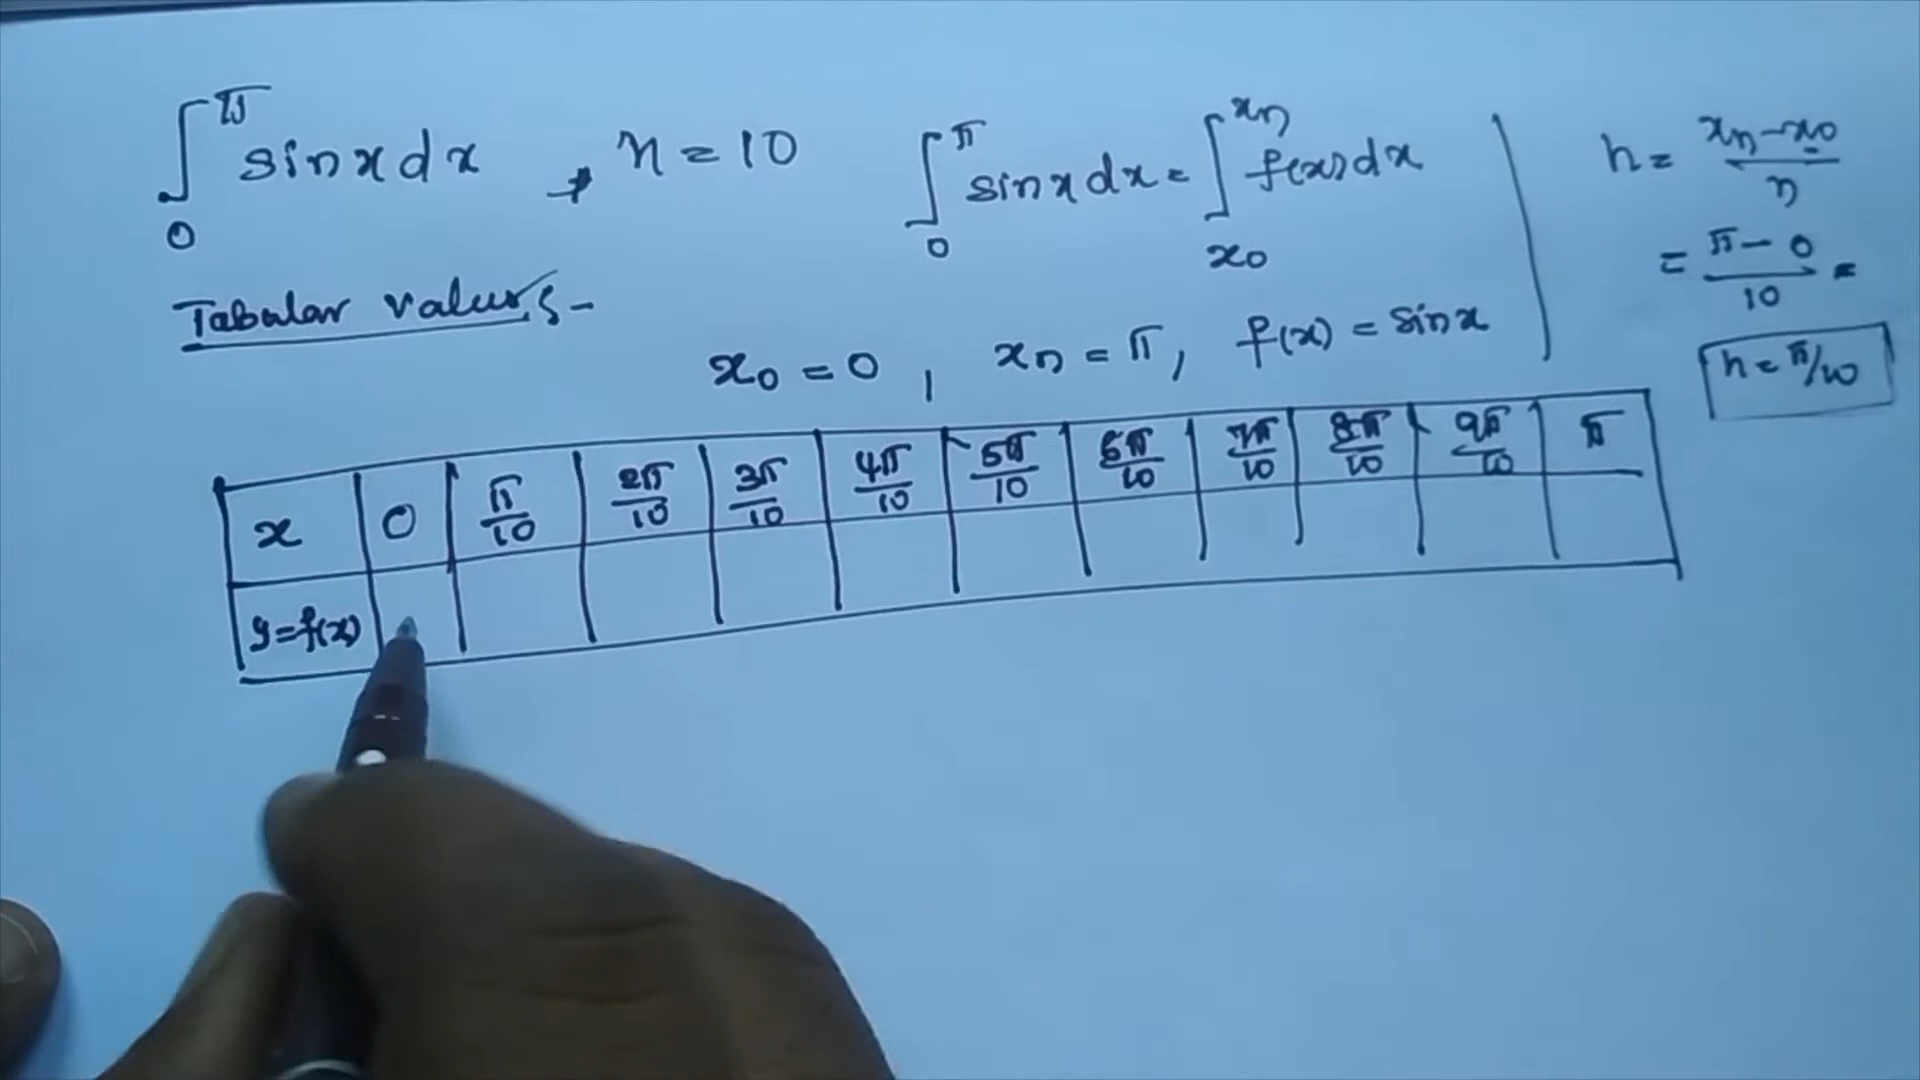 ∫₀^π sin x dx , n = 10
∫₀^π sin x dx = ∫ₓ₀^xₙ f(x) dx
h = (xₙ - x₀)/n
= (π - 0)/10 =
h = π/10
Tabular values:-
x₀ = 0 , xₙ = π , f(x) = sin x
x 0 π/10 2π/10 3π/10 4π/10 5π/10 6π/10 7π/10 8π/10 9π/10 π
y = f(x)